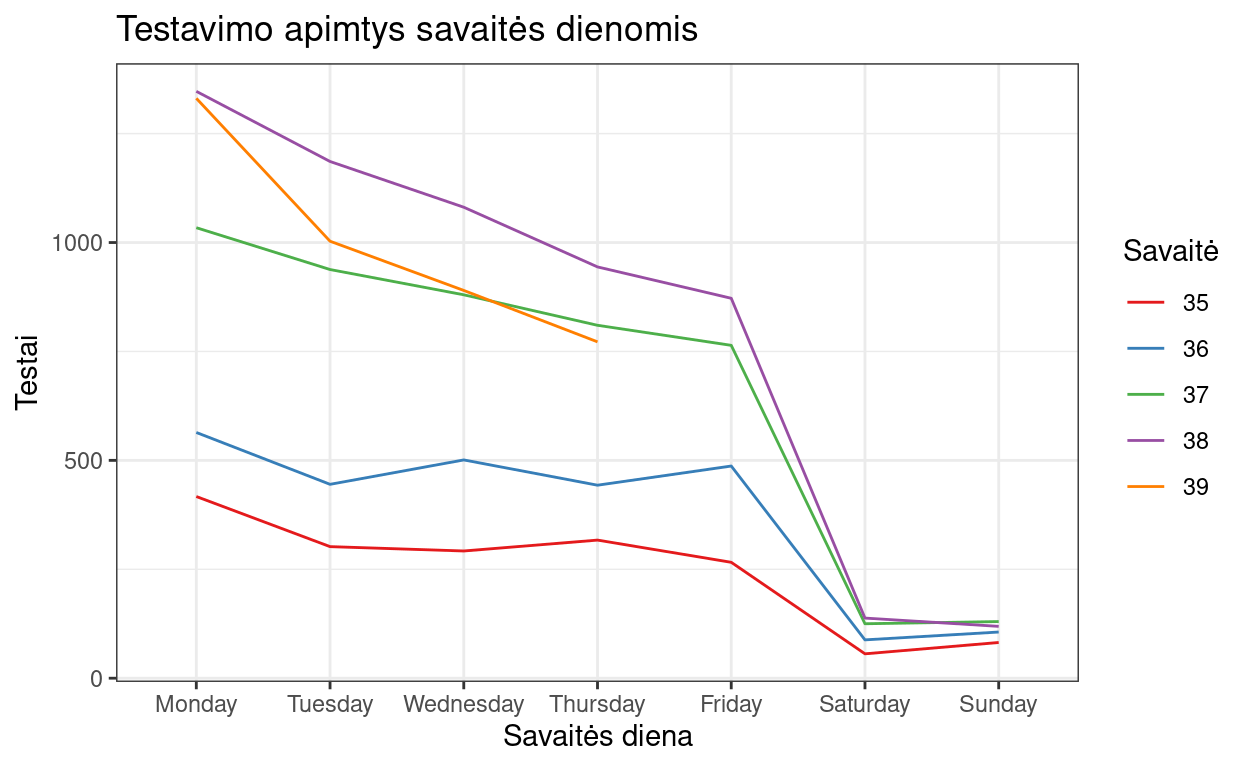 Testavimo apimtys savaitės dienomis
Testai
1000
500
0
Monday Tuesday Wednesday Thursday Friday Saturday Sunday
Savaitės diena
Savaitė
35
36
37
38
39